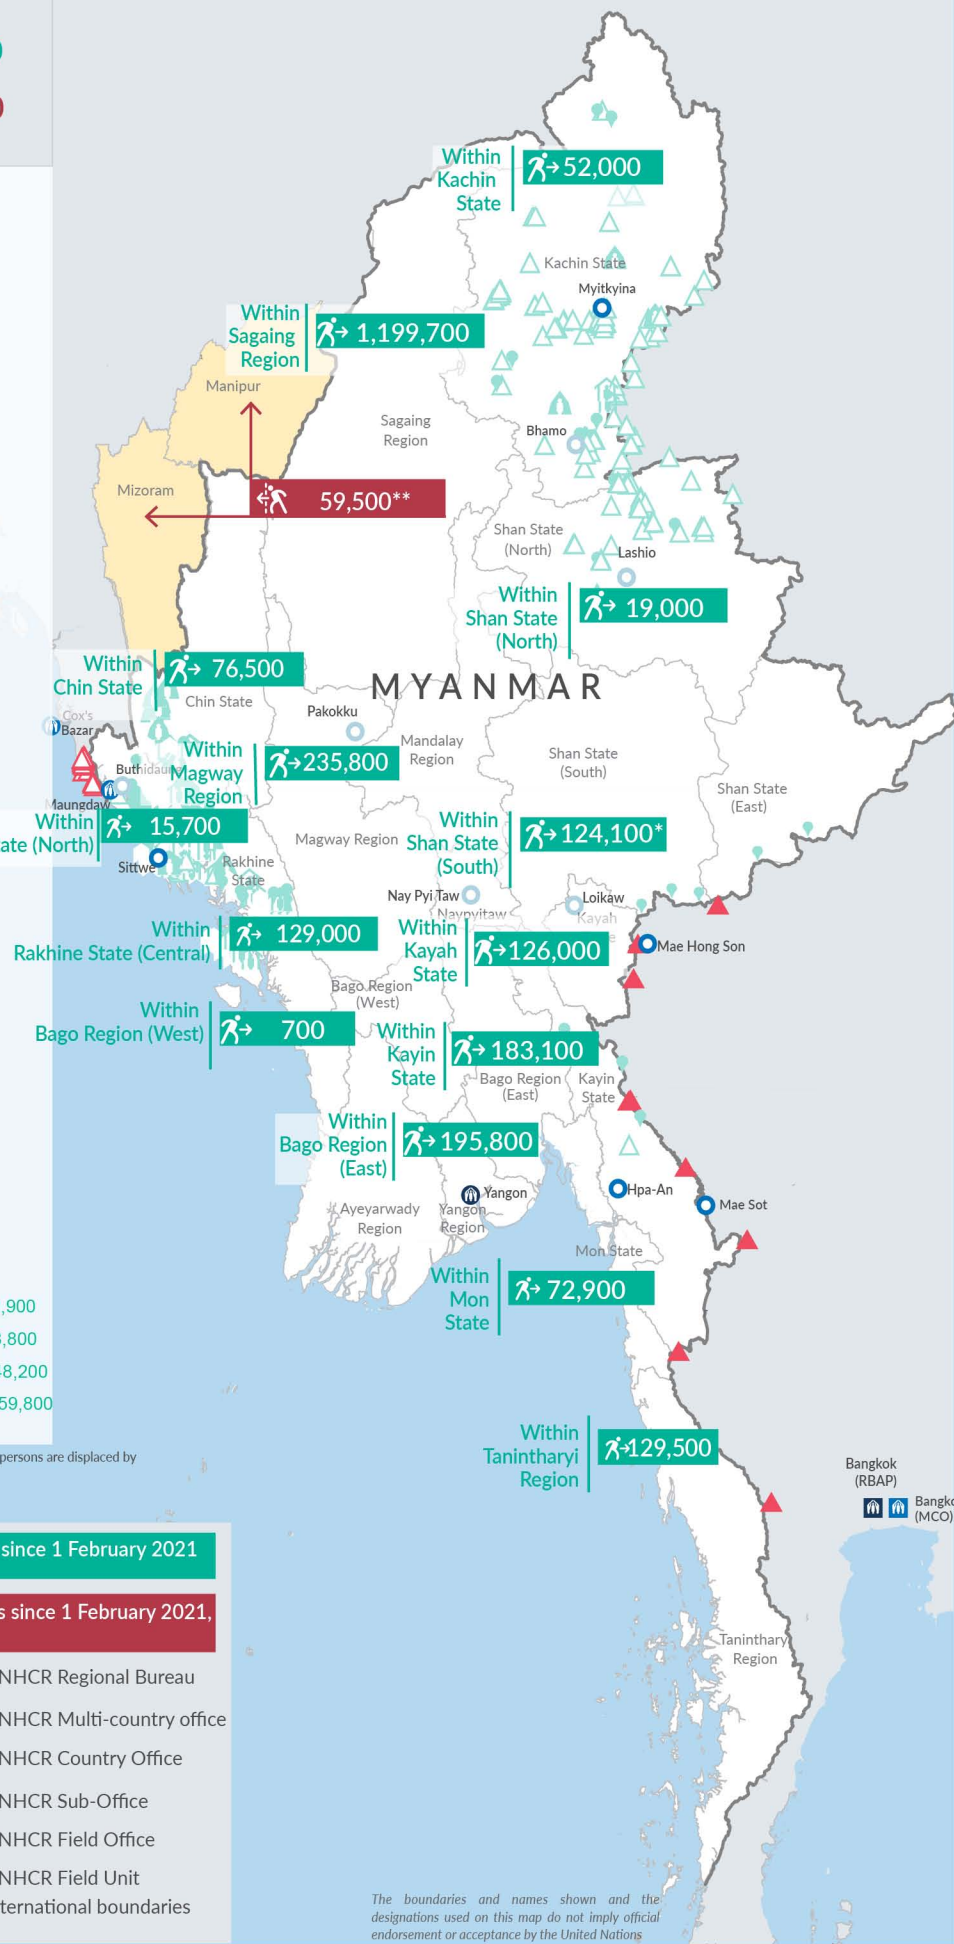 Within
Kachin
State
52,000
Kachin State
Myitkyina
Within
Sagaing
Region
1,199,700
Manipur
Sagaing
Region
Bhamo
Mizoram
59,500**
Shan State
(North)
Lashio
Within
Shan State
(North)
19,000
Within
Chin State
76,500
Chin State
MYANMAR
Pakokku
Cox's
Bazar
Mandalay
Region
Shan State
(South)
Within
Magway
Region
235,800
Shan State
(East)
Maungdaw
Within
ate (North)
15,700
Magway Region
Within
Shan State
(South)
124,100*
Sittwe
Rakhine
State
Nay Pyi Taw
Naypyitaw
Loikaw
Kayah
Within
Rakhine State (Central)
129,000
Within
Kayah
State
126,000
Mae Hong Son
Bago Region
(West)
Within
Bago Region (West)
700
Within
Kayin
State
183,100
Bago Region
(East)
Kayin
State
Within
Bago Region
(East)
195,800
Yangon
Hpa-An
Mae Sot
Ayeyarwady
Region
Yangon
Region
Mon State
Within
Mon
State
72,900
,900
,800
8,200
59,800
persons are displaced by
Within
Tanintharyi
Region
129,500
Bangkok
(RBAP)
Bangko
(MCO)
since 1 February 2021
s since 1 February 2021,
Taninthary
Region
NHCR Regional Bureau
NHCR Multi-country office
NHCR Country Office
NHCR Sub-Office
NHCR Field Office
NHCR Field Unit
ternational boundaries
The boundaries and names shown and the
designations used on this map do not imply official
endorsement or acceptance by the United Nations